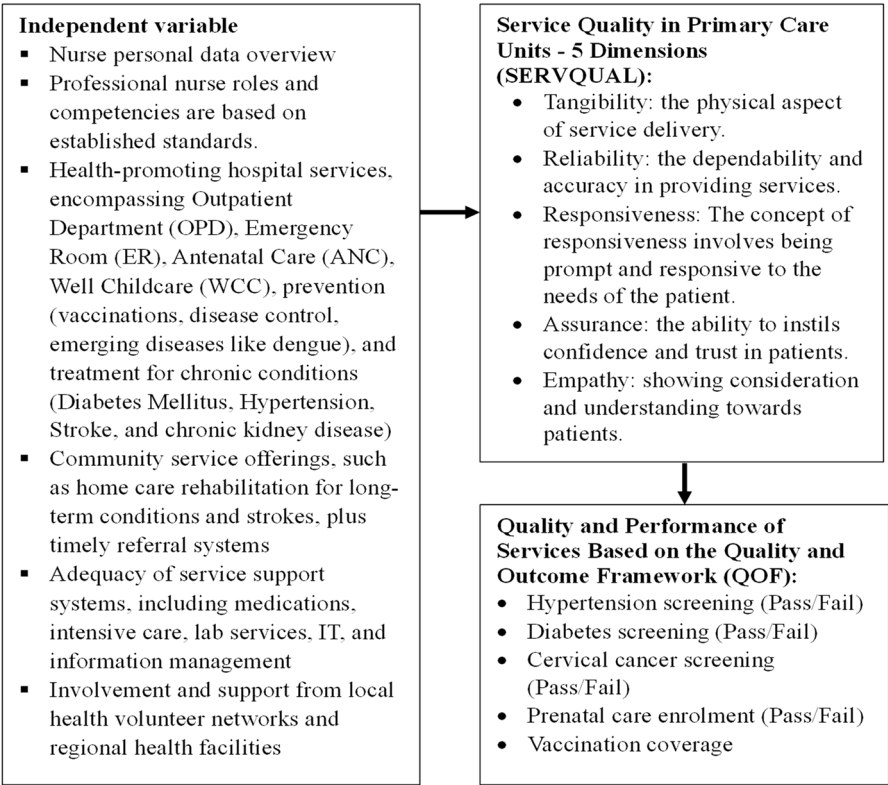 Independent variable
▪ Nurse personal data overview
▪ Professional nurse roles and
competencies are based on
established standards.
▪ Health-promoting hospital services,
encompassing Outpatient
Department (OPD), Emergency
Room (ER), Antenatal Care (ANC),
Well Childcare (WCC), prevention
(vaccinations, disease control,
emerging diseases like dengue), and
treatment for chronic conditions
(Diabetes Mellitus, Hypertension,
Stroke, and chronic kidney disease)
▪ Community service offerings, such
as home care rehabilitation for long-
term conditions and strokes, plus
timely referral systems
▪ Adequacy of service support
systems, including medications,
intensive care, lab services, IT, and
information management
▪ Involvement and support from local
health volunteer networks and
regional health facilities
Service Quality in Primary Care
Units - 5 Dimensions
(SERVQUAL):
• Tangibility: the physical aspect
of service delivery.
• Reliability: the dependability and
accuracy in providing services.
• Responsiveness: The concept of
responsiveness involves being
prompt and responsive to the
needs of the patient.
• Assurance: the ability to instils
confidence and trust in patients.
• Empathy: showing consideration
and understanding towards
patients.
Quality and Performance of
Services Based on the Quality and
Outcome Framework (QOF):
• Hypertension screening (Pass/Fail)
• Diabetes screening (Pass/Fail)
• Cervical cancer screening
(Pass/Fail)
• Prenatal care enrolment (Pass/Fail)
• Vaccination coverage